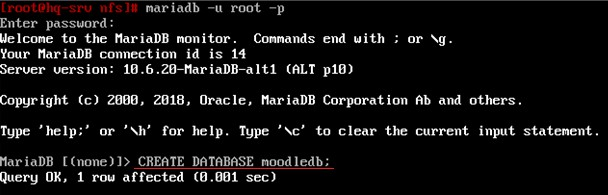 [root@hq-srv nfs]# mariadb -u root -p
Enter password:
Welcome to the MariaDB monitor.  Commands end with ; or \g.
Your MariaDB connection id is 14
Server version: 10.6.20-MariaDB-alt1 (ALT p10)
Copyright (c) 2000, 2018, Oracle, MariaDB Corporation Ab and others.
Type 'help;' or '\h' for help. Type '\c' to clear the current input statement.
MariaDB [(none)]> CREATE DATABASE moodledb;
Query OK, 1 row affected (0.001 sec)